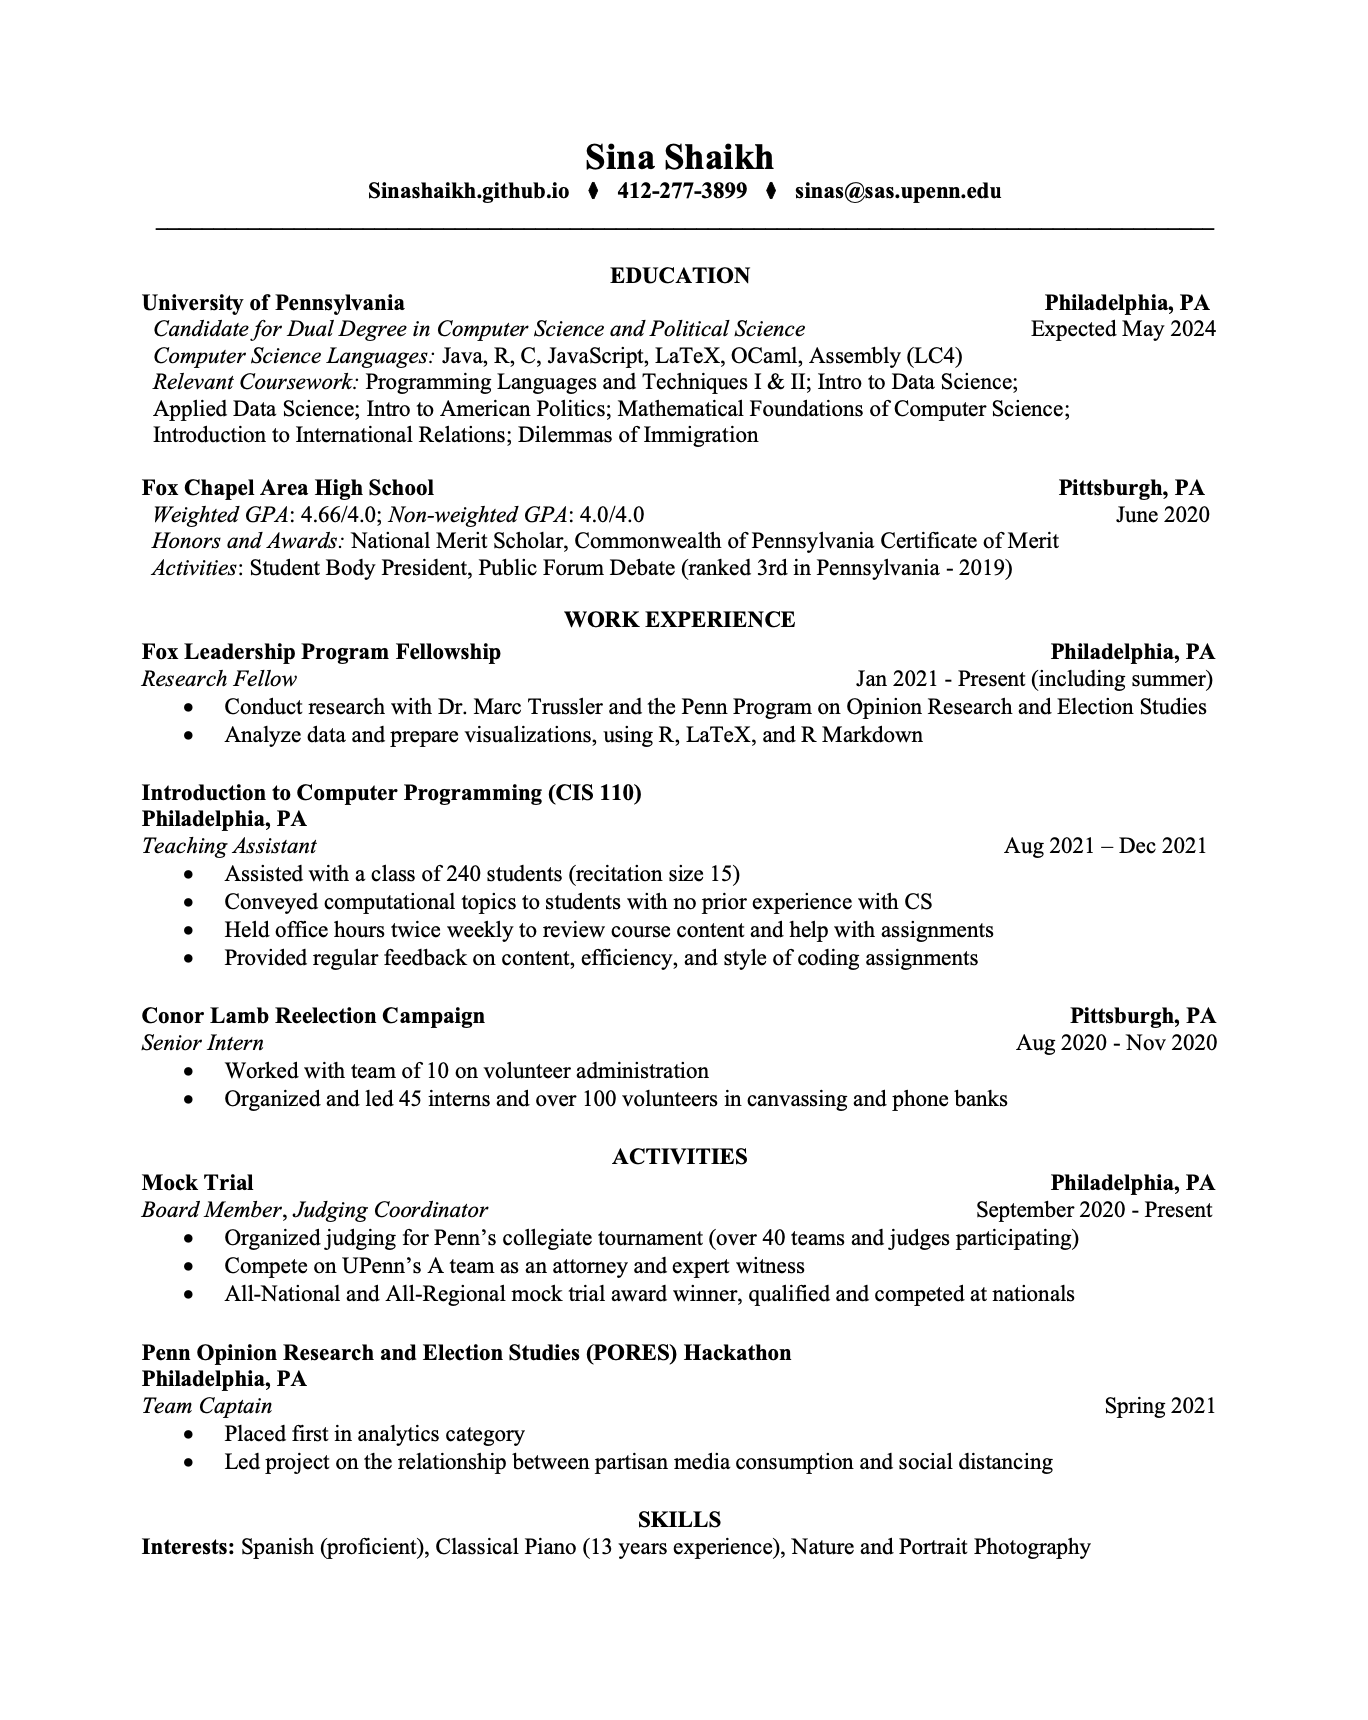 Sina Shaikh
Sinashaikh.github.io ♦ 412-277-3899 ♦ sinas@sas.upenn.edu
EDUCATION
University of Pennsylvania Philadelphia, PA
Candidate for Dual Degree in Computer Science and Political Science Expected May 2024
Computer Science Languages: Java, R, C, JavaScript, LaTeX, OCaml, Assembly (LC4)
Relevant Coursework: Programming Languages and Techniques I & II; Intro to Data Science;
Applied Data Science; Intro to American Politics; Mathematical Foundations of Computer Science;
Introduction to International Relations; Dilemmas of Immigration
Fox Chapel Area High School Pittsburgh, PA
Weighted GPA: 4.66/4.0; Non-weighted GPA: 4.0/4.0 June 2020
Honors and Awards: National Merit Scholar, Commonwealth of Pennsylvania Certificate of Merit
Activities: Student Body President, Public Forum Debate (ranked 3rd in Pennsylvania - 2019)
WORK EXPERIENCE
Fox Leadership Program Fellowship Philadelphia, PA
Research Fellow Jan 2021 - Present (including summer)
• Conduct research with Dr. Marc Trussler and the Penn Program on Opinion Research and Election Studies
• Analyze data and prepare visualizations, using R, LaTeX, and R Markdown
Introduction to Computer Programming (CIS 110)
Philadelphia, PA
Teaching Assistant Aug 2021 – Dec 2021
• Assisted with a class of 240 students (recitation size 15)
• Conveyed computational topics to students with no prior experience with CS
• Held office hours twice weekly to review course content and help with assignments
• Provided regular feedback on content, efficiency, and style of coding assignments
Conor Lamb Reelection Campaign Pittsburgh, PA
Senior Intern Aug 2020 - Nov 2020
• Worked with team of 10 on volunteer administration
• Organized and led 45 interns and over 100 volunteers in canvassing and phone banks
ACTIVITIES
Mock Trial Philadelphia, PA
Board Member, Judging Coordinator September 2020 - Present
• Organized judging for Penn’s collegiate tournament (over 40 teams and judges participating)
• Compete on UPenn’s A team as an attorney and expert witness
• All-National and All-Regional mock trial award winner, qualified and competed at nationals
Penn Opinion Research and Election Studies (PORES) Hackathon
Philadelphia, PA
Team Captain Spring 2021
• Placed first in analytics category
• Led project on the relationship between partisan media consumption and social distancing
SKILLS
Interests: Spanish (proficient), Classical Piano (13 years experience), Nature and Portrait Photography